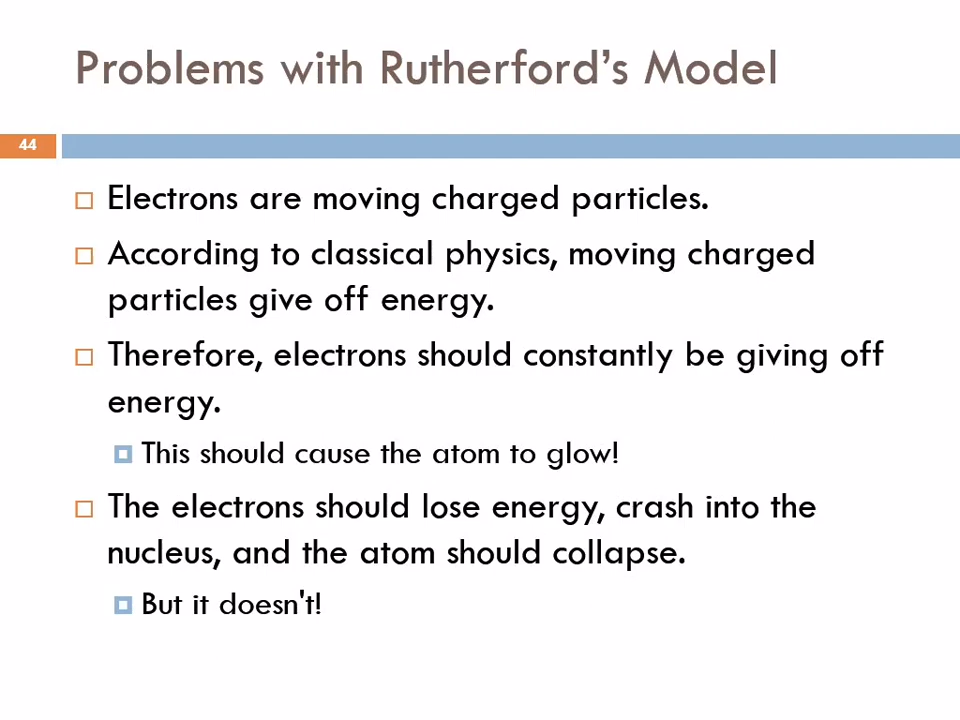 Problems with Rutherford’s Model
44
Electrons are moving charged particles.
According to classical physics, moving charged
particles give off energy.
Therefore, electrons should constantly be giving off
energy.
This should cause the atom to glow!
The electrons should lose energy, crash into the
nucleus, and the atom should collapse.
But it doesn't!